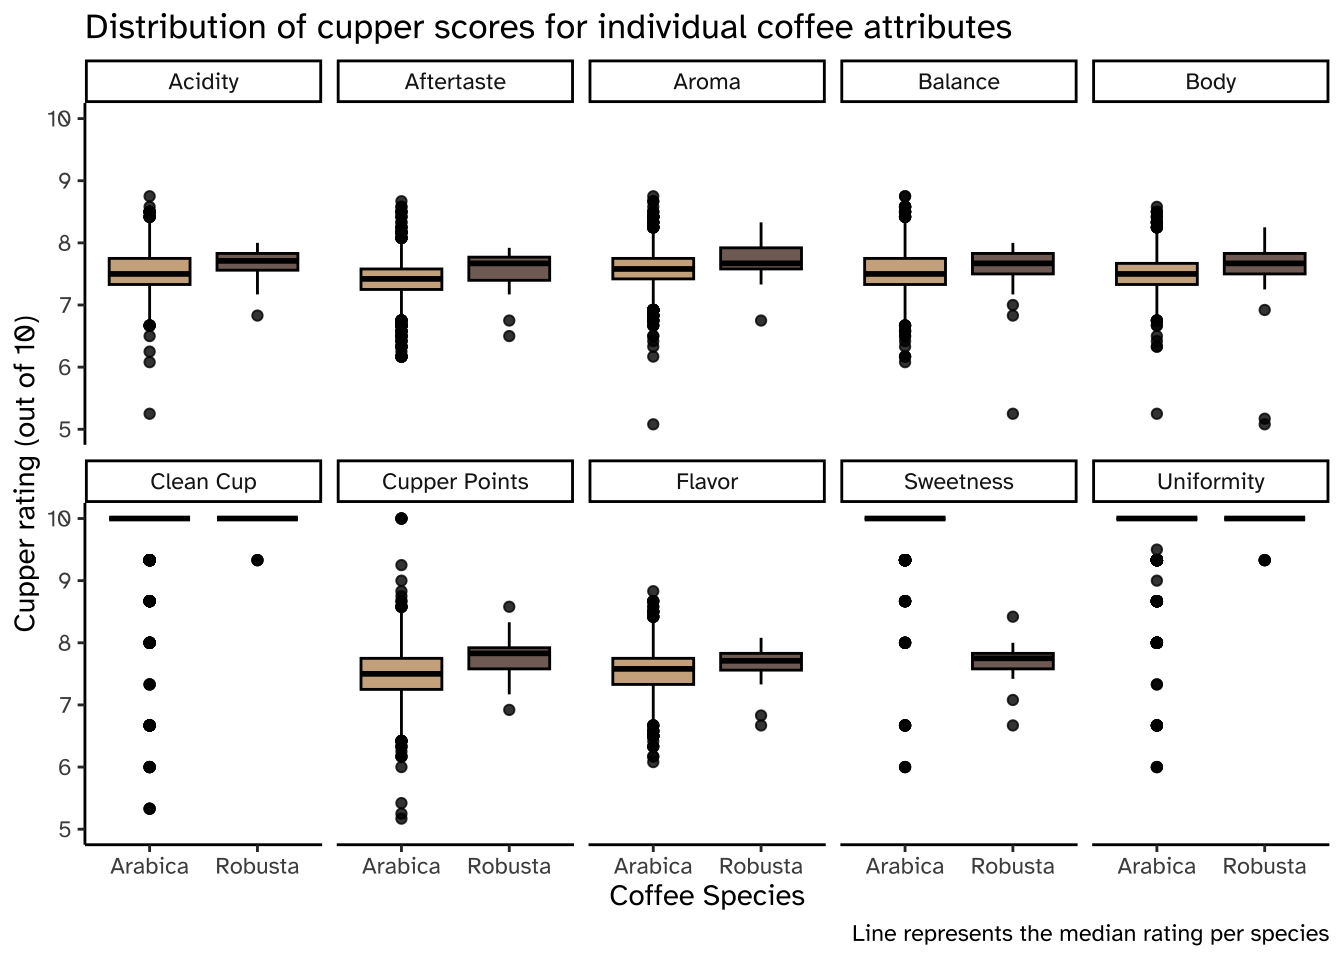 Distribution of cupper scores for individual coffee attributes
Acidity Aftertaste Aroma Balance Body
10
9
8
7
6
5
Clean Cup Cupper Points Flavor Sweetness Uniformity
10
9
8
7
6
5
Cupper rating (out of 10)
Arabica Robusta Arabica Robusta Arabica Robusta Arabica Robusta Arabica Robusta
Coffee Species
Line represents the median rating per species